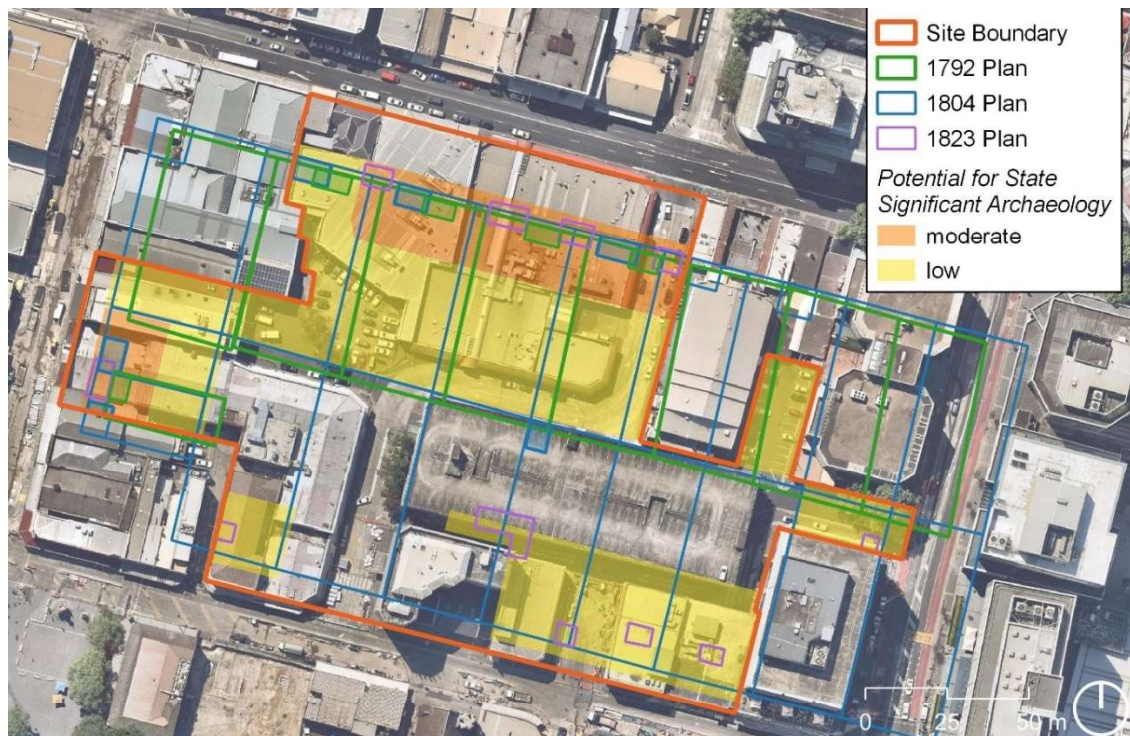 Site Boundary
1792 Plan
1804 Plan
1823 Plan
Potential for State
Significant Archaeology
moderate
low
0 25 50 m